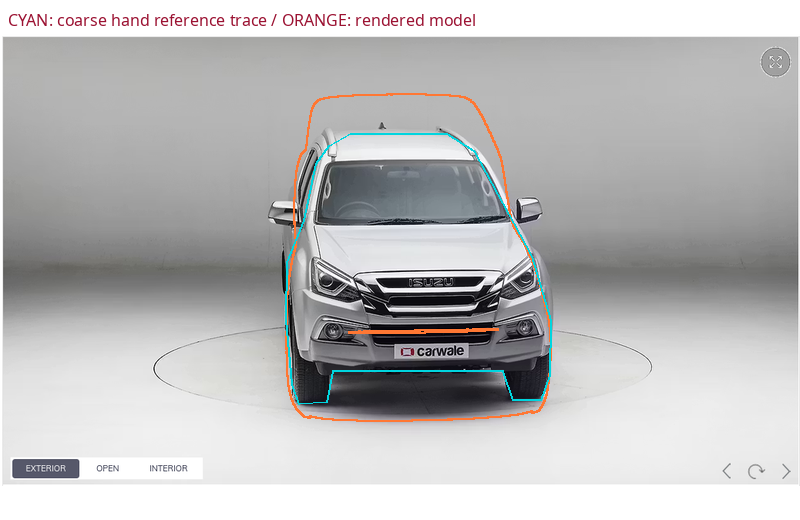 CYAN: coarse hand reference trace / ORANGE: rendered model
ISUZU
carwale
EXTERIOR OPEN INTERIOR